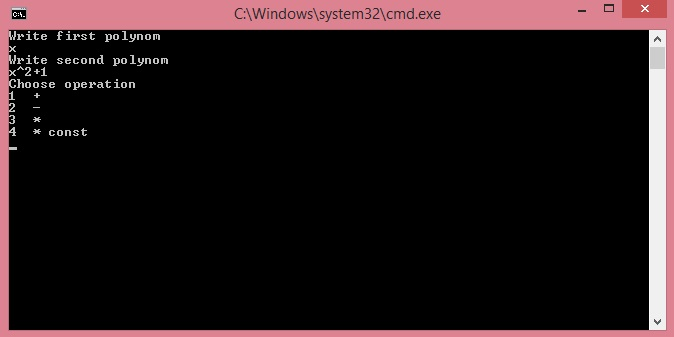 C:\Windows\system32\cmd.exe
Write first polynom
x
Write second polynom
x^2+1
Choose operation
1  +
2  -
3  *
4  * const